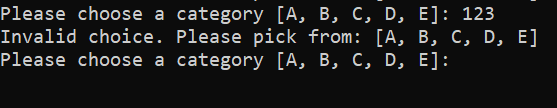 Please choose a category [A, B, C, D, E]: 123
Invalid choice. Please pick from: [A, B, C, D, E]
Please choose a category [A, B, C, D, E]: